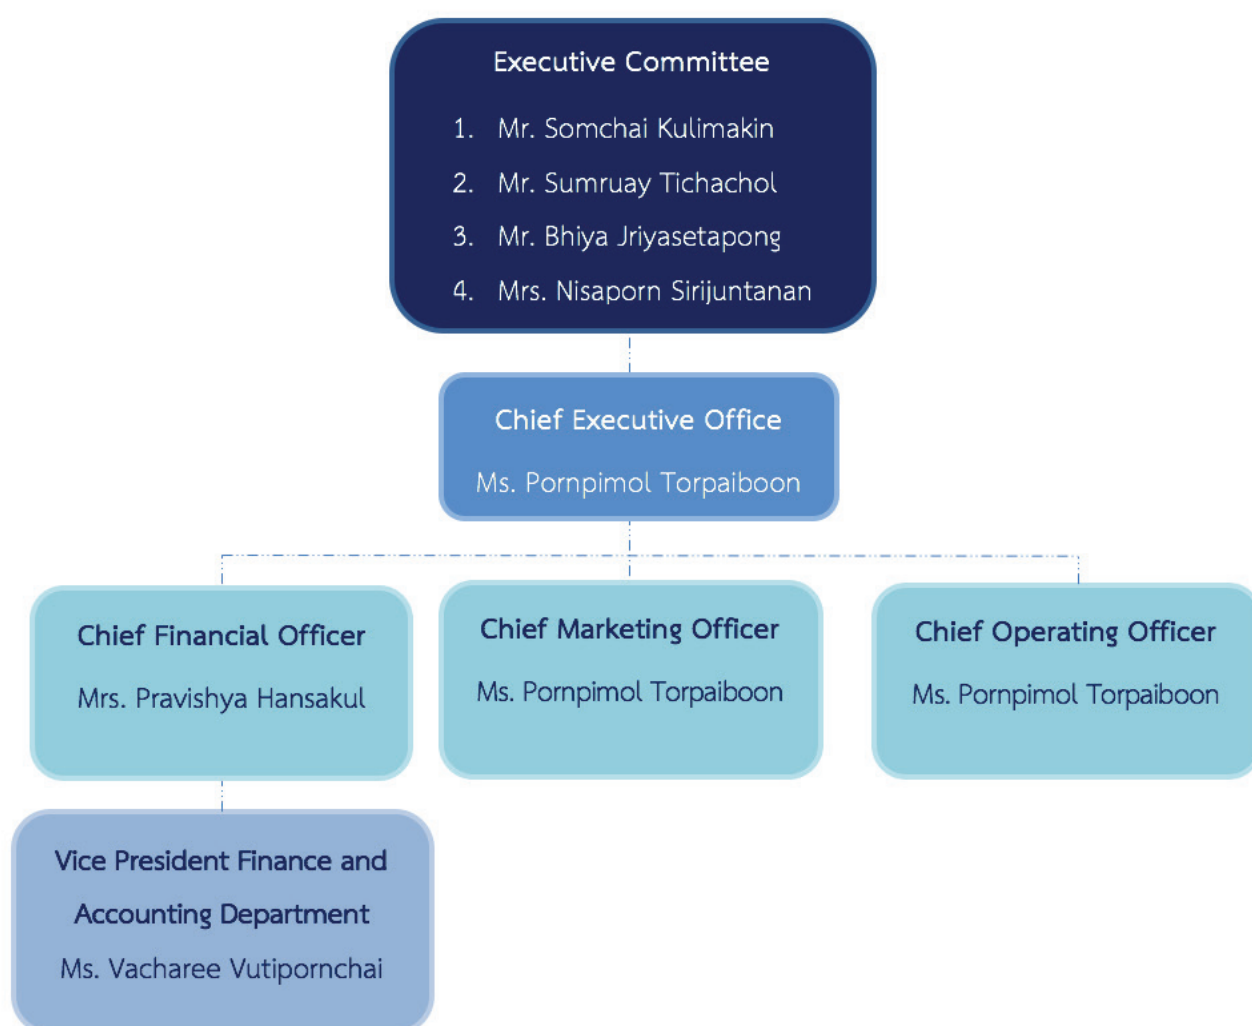 Executive Committee
1. Mr. Somchai Kulimakin
2. Mr. Sumruay Tichachol
3. Mr. Bhiya Jriyasetapong
4. Mrs. Nisaporn Sirijuntanan
Chief Executive Office
Ms. Pornpimol Torpaiboon
Chief Financial Officer
Mrs. Pravishya Hansakul
Chief Marketing Officer
Ms. Pornpimol Torpaiboon
Chief Operating Officer
Ms. Pornpimol Torpaiboon
Vice President Finance and
Accounting Department
Ms. Vacharee Vutipornchai